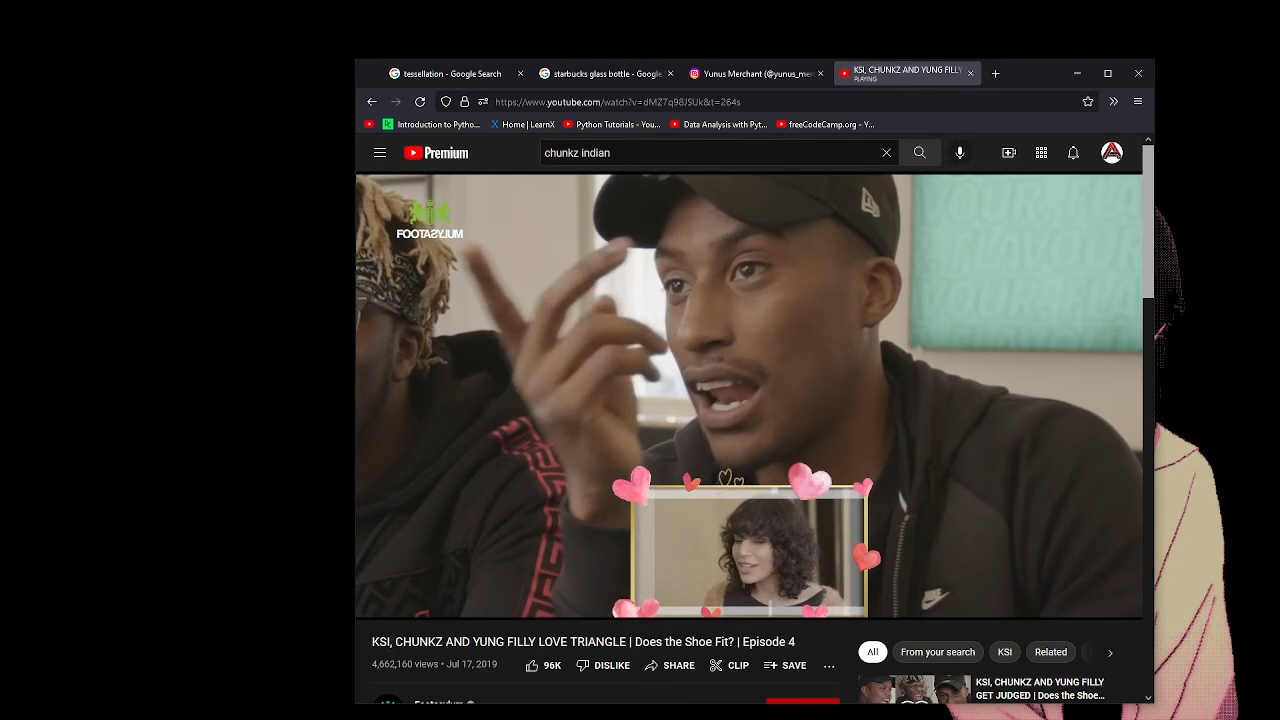 tessellation - Google Search
starbucks glass bottle - Google
Yunus Merchant (@yunus_mer
KSI, CHUNKZ AND YUNG FILLY
PLAYING
https://www.youtube.com/watch?v=dMZ7q98JSUk&t=264s
Introduction to Pytho...
Home | LearnX
Python Tutorials - You...
Data Analysis with Pyt...
freeCodeCamp.org - Y...
Premium
chunkz indian
FOOTASYLUM
KSI, CHUNKZ AND YUNG FILLY LOVE TRIANGLE | Does the Shoe Fit? | Episode 4
4,662,160 views • Jul 17, 2019
96K
DISLIKE
SHARE
CLIP
SAVE
All
From your search
KSI
Related
KSI, CHUNKZ AND YUNG FILLY
GET JUDGED | Does the Shoe...
Footasylum